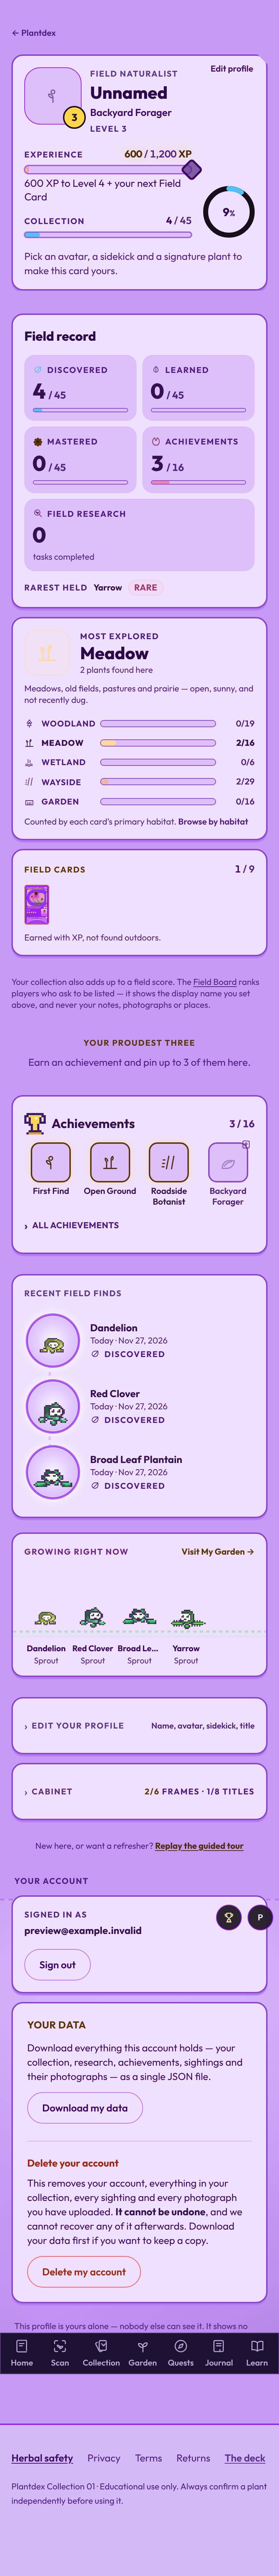 ← Plantdex
Edit profile
FIELD NATURALIST
Unnamed
3
Backyard Forager
LEVEL 3
EXPERIENCE 600 / 1,200 XP
600 XP to Level 4 + your next Field Card
COLLECTION 4 / 45
9%
Pick an avatar, a sidekick and a signature plant to
make this card yours.
Field record
DISCOVERED
4 / 45
LEARNED
0 / 45
MASTERED
0 / 45
ACHIEVEMENTS
3 / 16
FIELD RESEARCH
0
tasks completed
RAREST HELD Yarrow RARE
MOST EXPLORED
Meadow
2 plants found here
Meadows, old fields, pastures and prairie — open, sunny, and
not recently dug.
WOODLAND 0/19
MEADOW 2/16
WETLAND 0/6
WAYSIDE 2/29
GARDEN 0/16
Counted by each card's primary habitat. Browse by habitat
FIELD CARDS 1 / 9
Earned with XP, not found outdoors.
Your collection also adds up to a field score. The Field Board ranks
players who ask to be listed — it shows the display name you set
above, and never your notes, photographs or places.
YOUR PROUDEST THREE
Earn an achievement and pin up to 3 of them here.
Achievements 3 / 16
First Find
Open Ground
Roadside
Botanist
Backyard
Forager
› ALL ACHIEVEMENTS
RECENT FIELD FINDS
Dandelion
Today · Nov 27, 2026
DISCOVERED
Red Clover
Today · Nov 27, 2026
DISCOVERED
Broad Leaf Plantain
Today · Nov 27, 2026
DISCOVERED
GROWING RIGHT NOW Visit My Garden →
Dandelion Red Clover Broad Le... Yarrow
Sprout Sprout Sprout Sprout
› EDIT YOUR PROFILE Name, avatar, sidekick, title
› CABINET 2/6 FRAMES · 1/8 TITLES
New here, or want a refresher? Replay the guided tour
YOUR ACCOUNT
SIGNED IN AS
P
preview@example.invalid
Sign out
YOUR DATA
Download everything this account holds — your
collection, research, achievements, sightings and
their photographs — as a single JSON file.
Download my data
Delete your account
This removes your account, everything in your
collection, every sighting and every photograph
you have uploaded. It cannot be undone, and we
cannot recover any of it afterwards. Download
your data first if you want to keep a copy.
Delete my account
This profile is yours alone — nobody else can see it. It shows no
Home Scan Collection Garden Quests Journal Learn
Herbal safety Privacy Terms Returns The deck
Plantdex Collection 01 · Educational use only. Always confirm a plant
independently before using it.